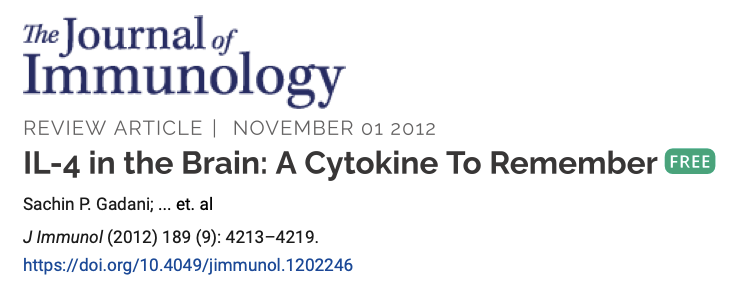 The Journal of
Immunology
REVIEW ARTICLE | NOVEMBER 01 2012
IL-4 in the Brain: A Cytokine To Remember FREE
Sachin P. Gadani; ... et. al
J Immunol (2012) 189 (9): 4213–4219.
https://doi.org/10.4049/jimmunol.1202246